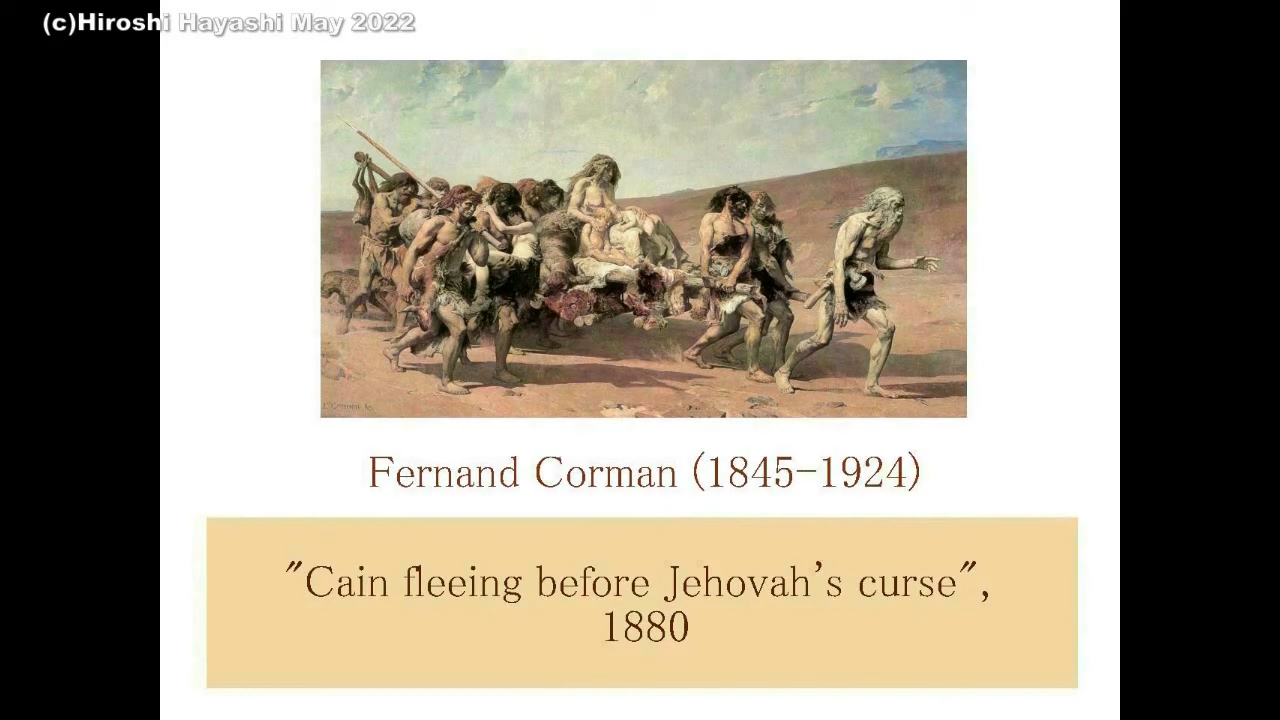 (c)Hiroshi Hayashi May 2022
Fernand Corman (1845-1924)
"Cain fleeing before Jehovah's curse",
1880